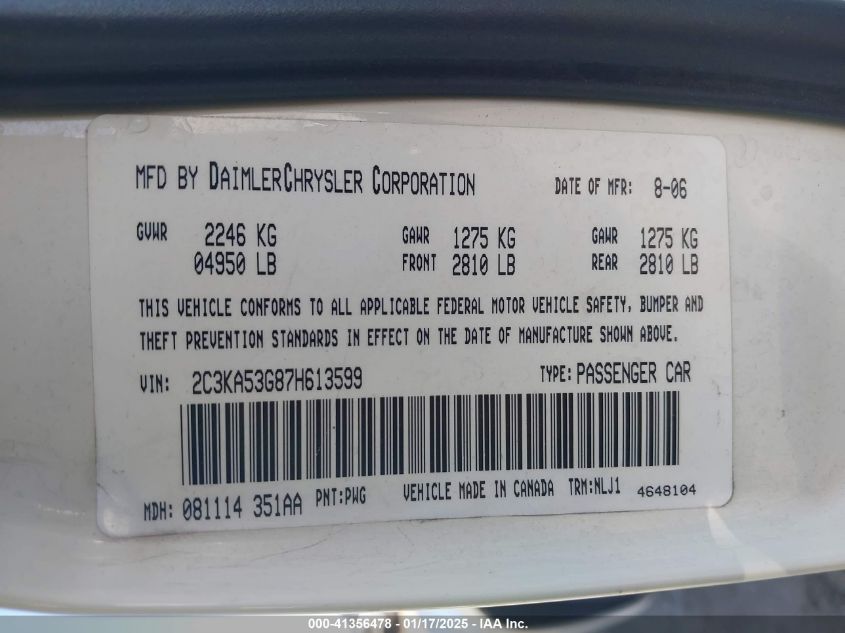 MFD BY DAIMLERCHRYSLER CORPORATION DATE OF MFR: 8-06
GVWR 2246 KG GAWR 1275 KG GAWR 1275 KG
04950 LB FRONT 2810 LB REAR 2810 LB
THIS VEHICLE CONFORMS TO ALL APPLICABLE FEDERAL MOTOR VEHICLE SAFETY, BUMPER AND
THEFT PREVENTION STANDARDS IN EFFECT ON THE DATE OF MANUFACTURE SHOWN ABOVE.
VIN: 2C3KA53G87H613599 TYPE: PASSENGER CAR
MDH: 081114 351AA PNT:PWG VEHICLE MADE IN CANADA TRM:NLJ1 4648104
000-41356478 - 01/17/2025 - IAA Inc.